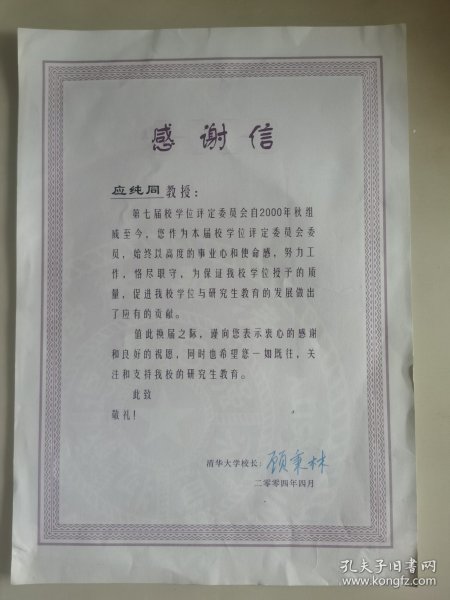 感谢信
应纯同教授:
第七届校学位评定委员会自2000年秋组
成至今,您作为本届校学位评定委员会委
员,始终以高度的事业心和使命感,努力工
作,恪尽职守,为保证我校学位授予的质
量,促进我校学位与研究生教育的发展做出
了应有的贡献。
值此换届之际,谨向您表示衷心的感谢
和良好的祝愿,同时也希望您一如既往,关
注和支持我校的研究生教育。
此致
敬礼!
清华大学校长:顾秉林
二零零四年四月
孔夫子旧书网
www.kongfz.com